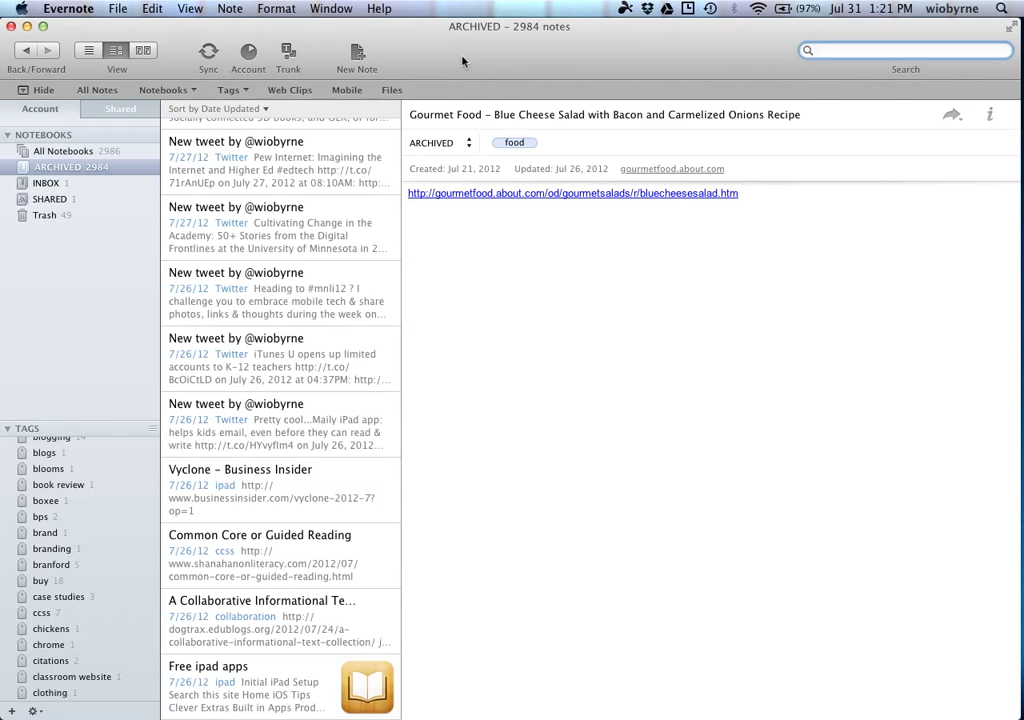 Evernote File Edit View Note Format Window Help (97%) Jul 31 1:21 PM wiobyrne
ARCHIVED – 2984 notes
Back/Forward View Sync Account Trunk New Note Search
Hide All Notes Notebooks Tags Web Clips Mobile Files
Account Shared
NOTEBOOKS
All Notebooks 2986
ARCHIVED 2984
INBOX 1
SHARED 1
Trash 49
TAGS
blogging 14
blogs 1
blooms 1
book review 1
boxee 1
bps 2
brand 1
branding 1
branford 5
buy 18
case studies 3
ccss 7
chickens 1
chrome 1
citations 2
classroom website 1
clothing 1
Sort by Date Updated
socially connected 3D books, and QER, or for...
New tweet by @wiobyrne
7/27/12 Twitter Pew Internet: Imagining the
Internet and Higher Ed #edtech http://t.co/
71rAnUEp on July 27, 2012 at 08:10AM: http:...
New tweet by @wiobyrne
7/27/12 Twitter Cultivating Change in the
Academy: 50+ Stories from the Digital
Frontlines at the University of Minnesota in 2...
New tweet by @wiobyrne
7/26/12 Twitter Heading to #mnli12 ? I
challenge you to embrace mobile tech & share
photos, links & thoughts during the week on...
New tweet by @wiobyrne
7/26/12 Twitter iTunes U opens up limited
accounts to K-12 teachers http://t.co/
BcOiCtLD on July 26, 2012 at 04:37PM: http:/...
New tweet by @wiobyrne
7/26/12 Twitter Pretty cool...Maily iPad app:
helps kids email, even before they can read &
write http://t.co/HYvyfIm4 on July 26, 2012...
Vyclone – Business Insider
7/26/12 ipad http://
www.businessinsider.com/vyclone-2012-7?
op=1
Common Core or Guided Reading
7/26/12 ccss http://
www.shanahanonliteracy.com/2012/07/
common-core-or-guided-reading.html
A Collaborative Informational Te...
7/26/12 collaboration http://
dogtrax.edublogs.org/2012/07/24/a-
collaborative-informational-text-collection/ j...
Free ipad apps
7/26/12 ipad Initial iPad Setup
Search this site Home iOS Tips
Clever Extras Built in Apps Prod...
Gourmet Food – Blue Cheese Salad with Bacon and Carmelized Onions Recipe
ARCHIVED food
Created: Jul 21, 2012 Updated: Jul 26, 2012 gourmetfood.about.com
http://gourmetfood.about.com/od/gourmetsalads/r/bluecheesesalad.htm